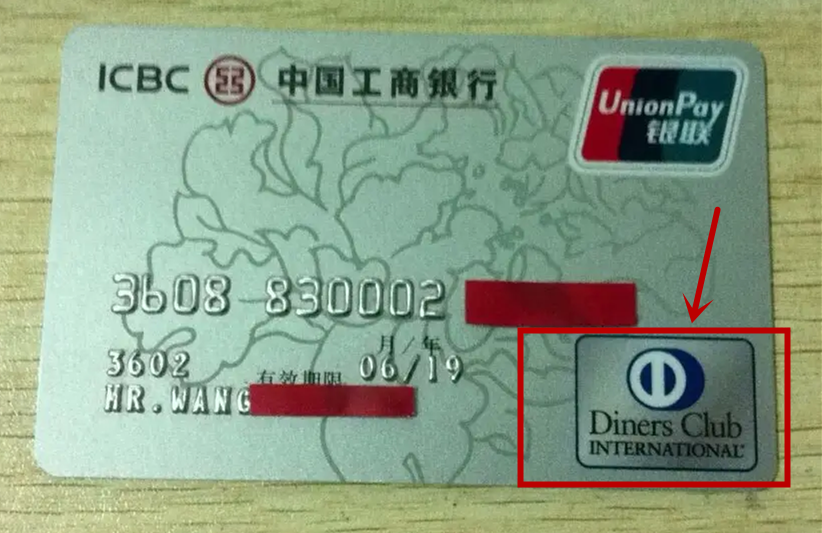 ICBC 中国工商银行
UnionPay
银联
3608 830002
月/年
3602 有效期限 06/19
HR.WANG
Diners Club
INTERNATIONAL